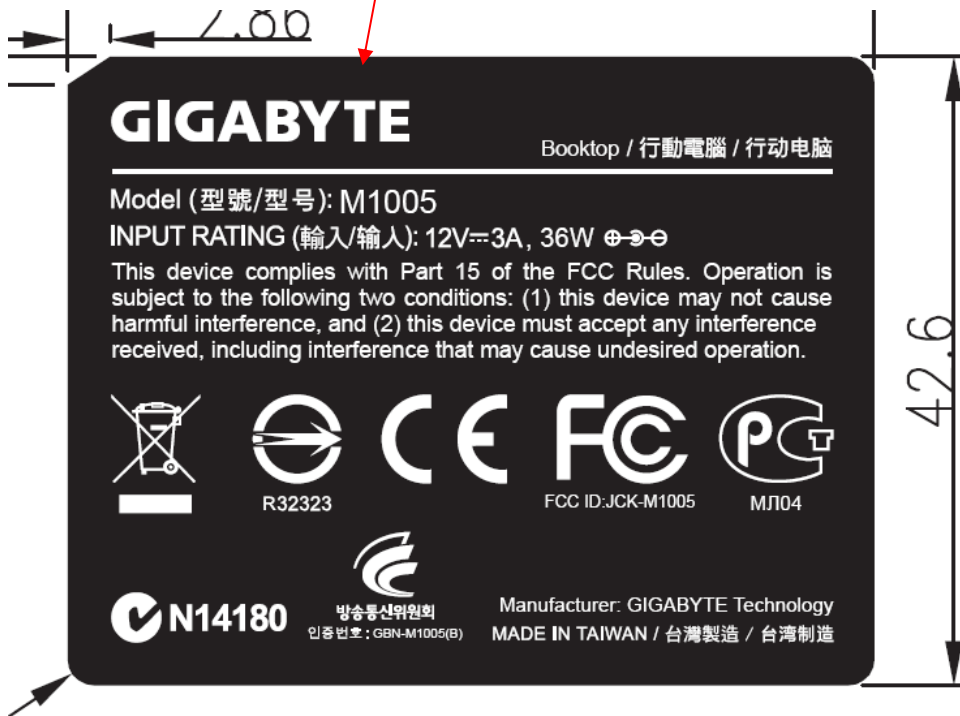 2.86
GIGABYTE
Booktop / 行動電腦 / 行动电脑
Model (型號/型号): M1005
INPUT RATING (輸入/输入): 12V⎓3A, 36W
This device complies with Part 15 of the FCC Rules. Operation is
subject to the following two conditions: (1) this device may not cause
harmful interference, and (2) this device must accept any interference
received, including interference that may cause undesired operation.
CE FC PCT
R32323 FCC ID:JCK-M1005 МЛ04
N14180
방송통신위원회
인증번호 : GBN-M1005(B)
Manufacturer: GIGABYTE Technology
MADE IN TAIWAN / 台灣製造 / 台湾制造
42.6